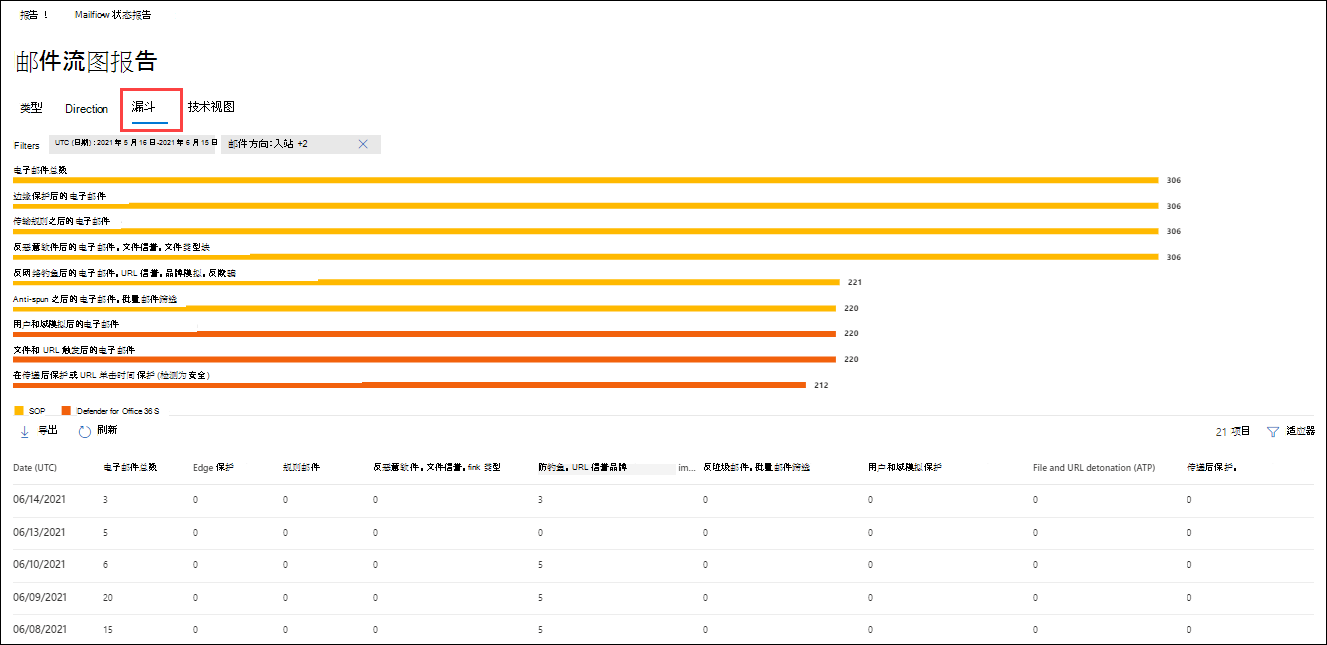 报告 ! Mailflow 状态报告
邮件流图报告
类型 Direction 漏斗 技术视图
Filters UTC (日期) : 2021 年 5 月 16 日-2021 年 6 月 15 日 邮件方向:入站 +2
电子邮件总数
306
边缘保护后的电子邮件
306
传输规则之后的电子邮件
306
反恶意软件后的电子邮件。文件信誉。文件类型块
306
反网络钓鱼后的电子邮件。URL 信誉。品牌模拟。反欺骗
221
Anti-spun 之后的电子邮件。批量邮件筛选
220
用户和域模拟后的电子邮件
220
文件和 URL 触发后的电子邮件
220
在传递后保护或 URL 单击时间保护 (检测为安全)
212
SOP Defender for Office 36 S
导出 刷新 21 项目 适应器
Date (UTC) 电子邮件总数 Edge 保护 规则邮件 反恶意软件。文件信誉。fink 类型 防钓鱼。URL 信誉品牌 im... 反垃圾邮件。批量邮件筛选 用户和域模拟保护 File and URL detonation (ATP) 传递后保护。
06/14/2021 3 0 0 0 3 0 0 0 0
06/13/2021 5 0 0 0 0 0 0 0 0
06/10/2021 6 0 0 0 5 0 0 0 0
06/09/2021 20 0 0 0 5 0 0 0 0
06/08/2021 15 0 0 0 5 0 0 0 0